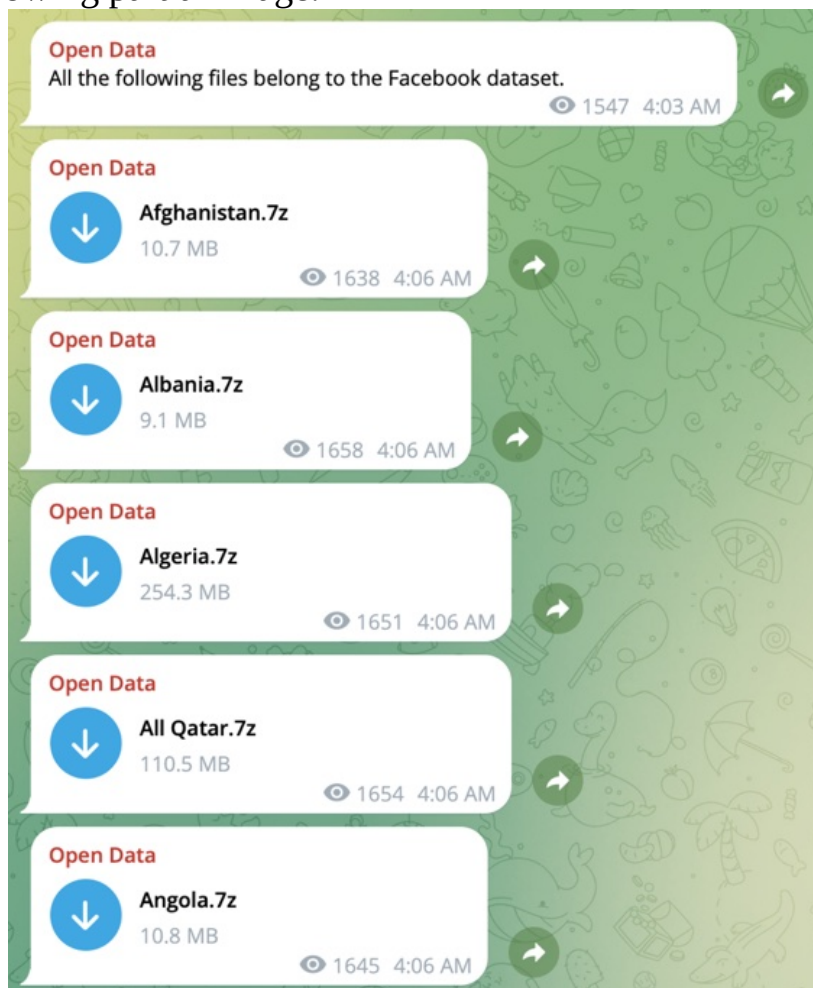 Open Data
All the following files belong to the Facebook dataset.
1547 4:03 AM
Open Data
Afghanistan.7z
10.7 MB
1638 4:06 AM
Open Data
Albania.7z
9.1 MB
1658 4:06 AM
Open Data
Algeria.7z
254.3 MB
1651 4:06 AM
Open Data
All Qatar.7z
110.5 MB
1654 4:06 AM
Open Data
Angola.7z
10.8 MB
1645 4:06 AM